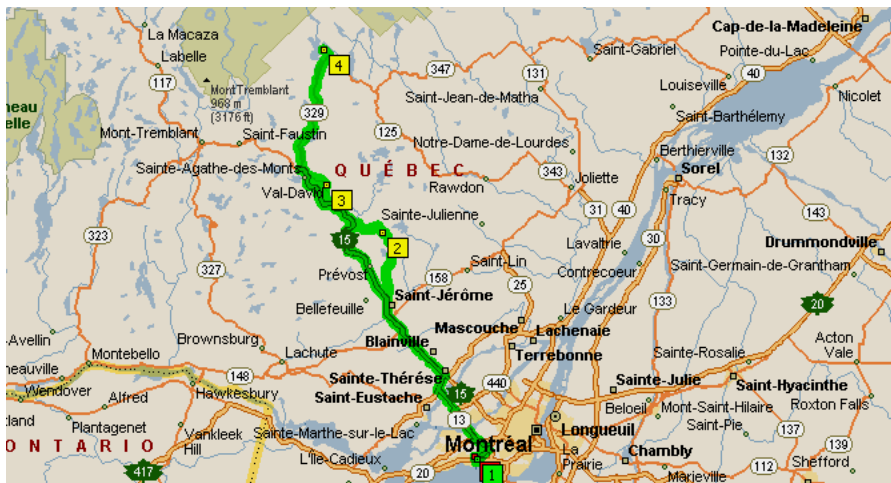 La Macaza
Labelle
117
Mont Tremblant
968 m
(3176 ft)
Mont-Tremblant
Saint-Faustin
329
4
347
131
Saint-Gabriel
Cap-de-la-Madeleine
Pointe-du-Lac
40
Louiseville
Nicolet
Saint-Jean-de-Matha
Saint-Barthélemy
125
Notre-Dame-de-Lourdes
Berthierville
132
Sainte-Agathe-des-Monts
QUÉBEC
343
Joliette
Sorel
Val-David
Rawdon
3
Sainte-Julienne
31
40
Tracy
143
323
15
2
Lavaltrie
30
Drummondville
327
Prévost
158
Saint-Lin
Contrecoeur
Saint-Germain-de-Grantham
25
Bellefeuille
Saint-Jérôme
133
20
Mascouche
Le Gardeur
Avellin
Brownsburg
Blainville
Lachenaie
Acton
Vale
Montebello
Lachute
Terrebonne
Sainte-Rosalie
neauville
148
Sainte-Thérése
440
Sainte-Julie
Saint-Hyacinthe
Wendover
Alfred
Hawkesbury
Saint-Eustache
15
Beloeil
Mont-Saint-Hilaire
Roxton Falls
Plantagenet
Vankleek
Hill
Sainte-Marthe-sur-le-Lac
13
Longueuil
Saint-Pie
137
ONTARIO
Montréal
139
L'Île-Cadieux
La
Prairie
Chambly
112
Shefford
417
20
1
Marieville
neau
elle